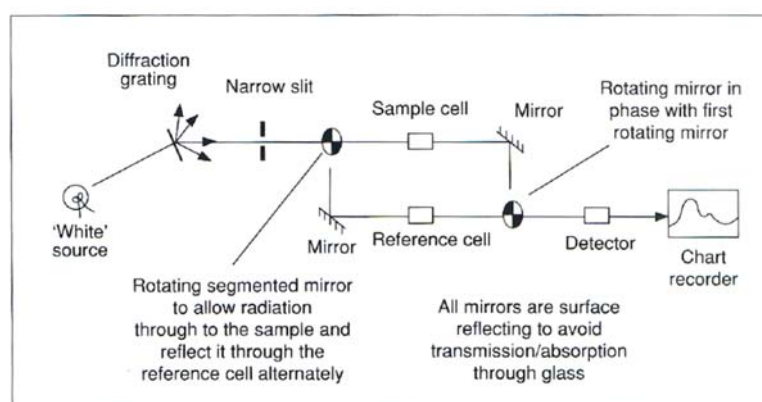 Diffraction
grating
Narrow slit
Sample cell
Mirror
Rotating mirror in
phase with first
rotating mirror
'White'
source
Mirror
Reference cell
Detector
Chart
recorder
Rotating segmented mirror
to allow radiation
through to the sample and
reflect it through the
reference cell alternately
All mirrors are surface
reflecting to avoid
transmission/absorption
through glass